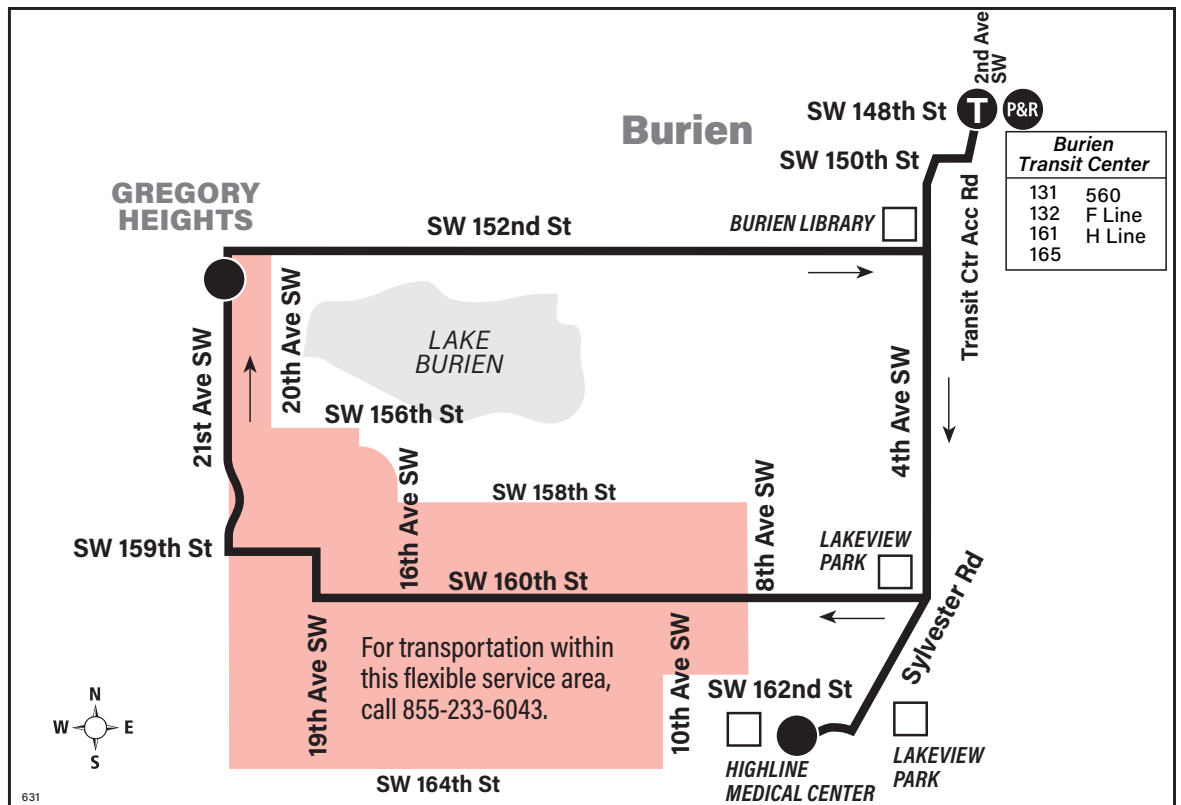 2nd Ave
SW
SW 148th St
T
P&R
Burien
SW 150th St
Burien
Transit Center
131 560
132 F Line
161 H Line
165
Transit Ctr Acc Rd
GREGORY
HEIGHTS
BURIEN LIBRARY
SW 152nd St
20th Ave SW
LAKE
BURIEN
21st Ave SW
SW 156th St
4th Ave SW
16th Ave SW
SW 158th St
8th Ave SW
SW 159th St
LAKEVIEW
PARK
SW 160th St
Sylvester Rd
19th Ave SW
For transportation within
this flexible service area,
call 855-233-6043.
10th Ave SW
SW 162nd St
N
W E
S
HIGHLINE
MEDICAL CENTER
LAKEVIEW
PARK
SW 164th St
631